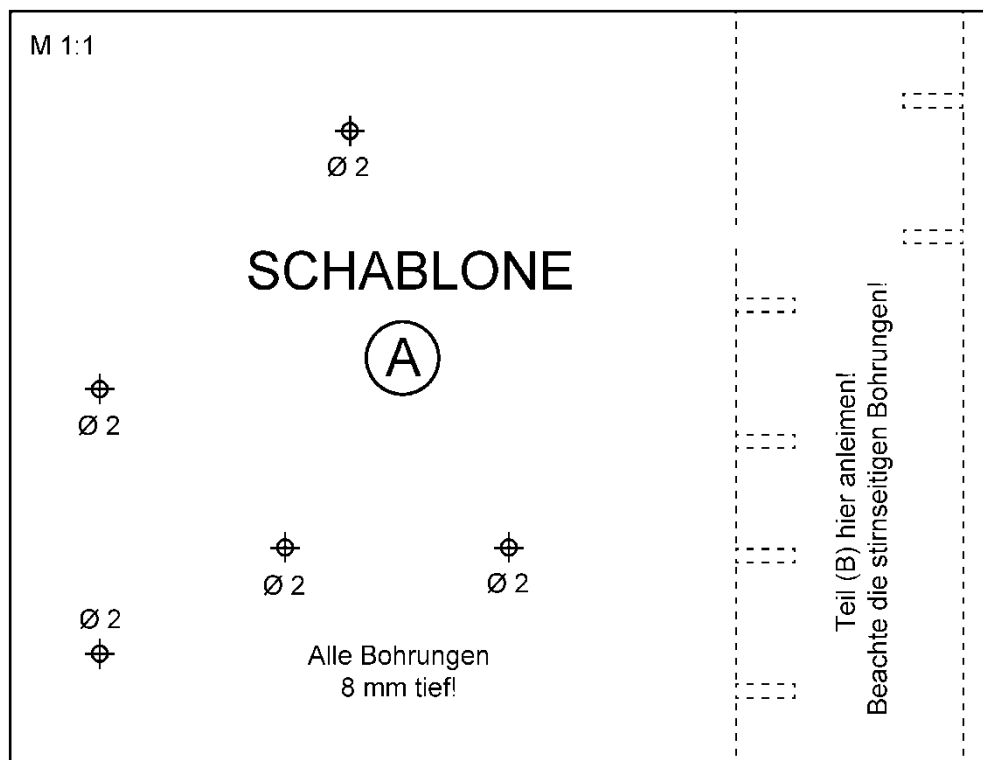 M 1:1
Ø 2
SCHABLONE
A
Ø 2
Ø 2
Ø 2
Ø 2
Alle Bohrungen
8 mm tief!
Teil (B) hier anleimen!
Beachte die stirnseitigen Bohrungen!